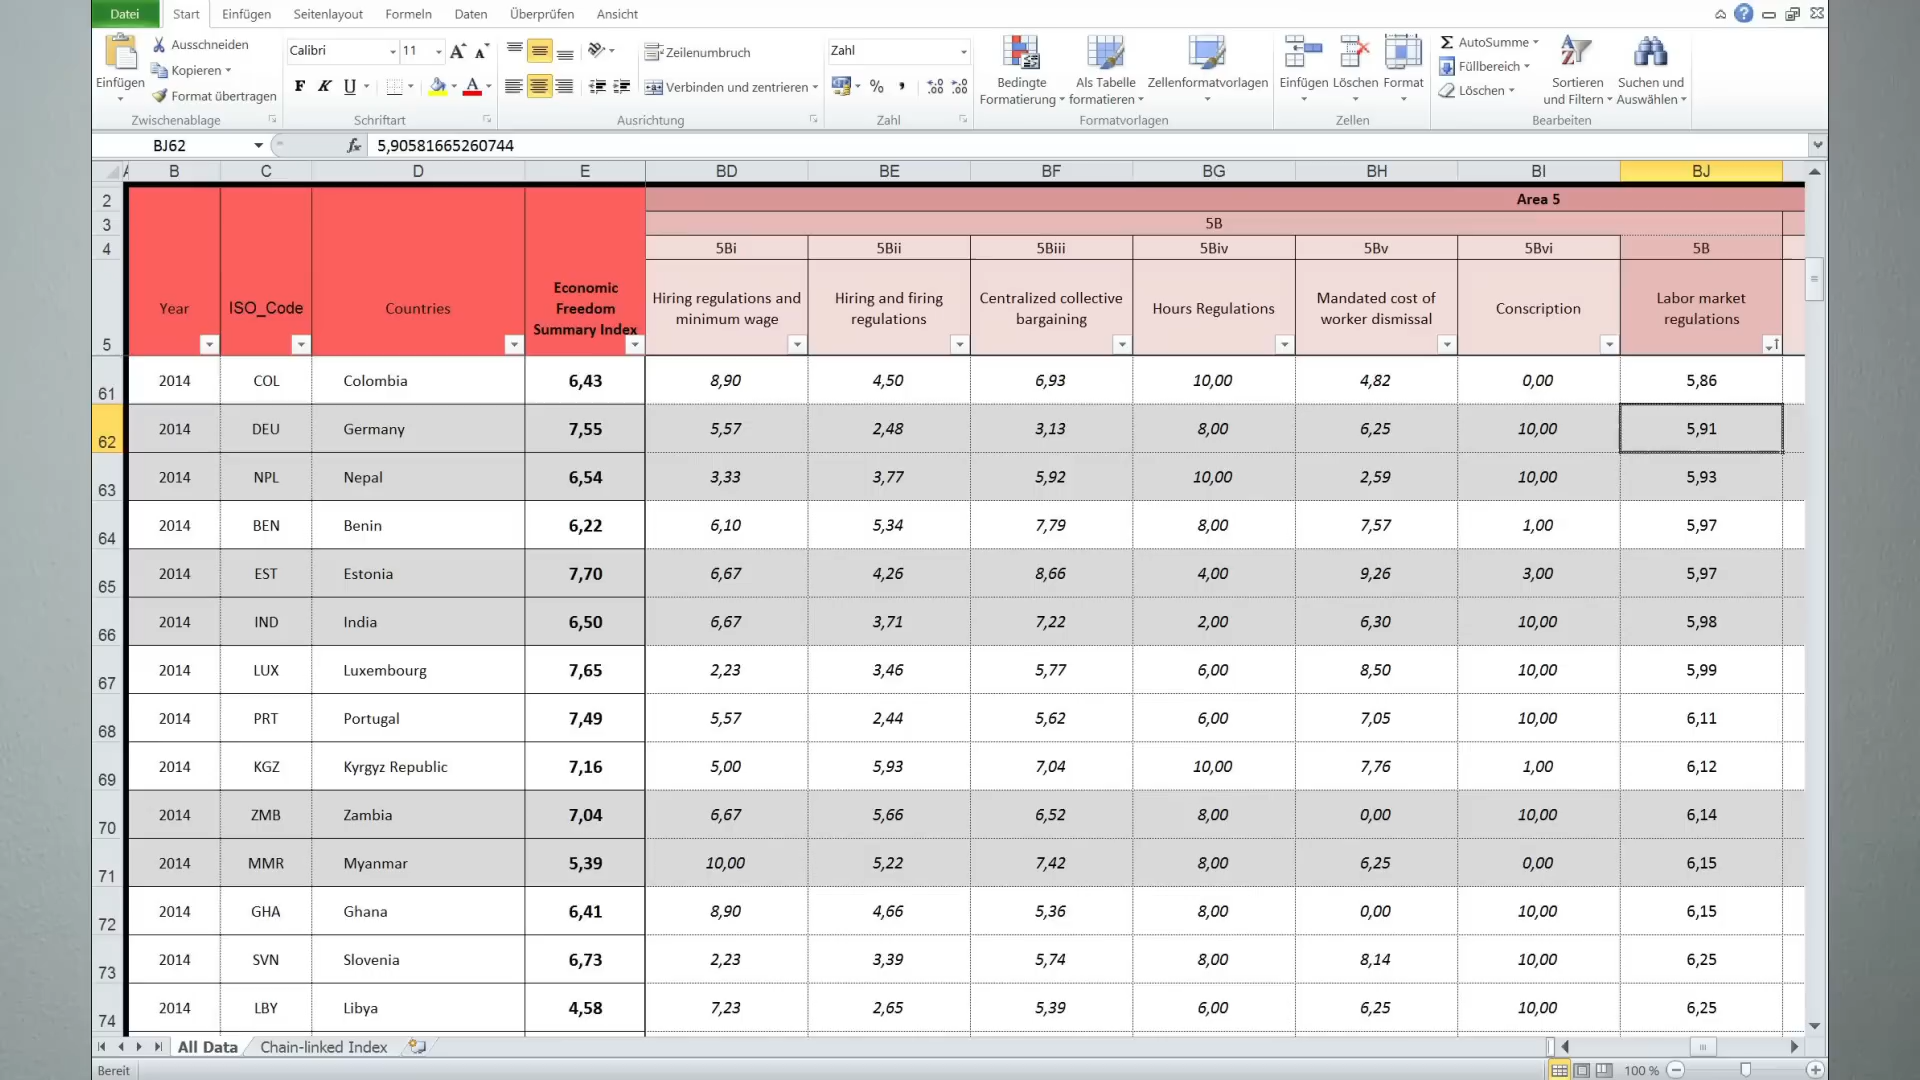 Datei Start Einfügen Seitenlayout Formeln Daten Überprüfen Ansicht
Einfügen
Ausschneiden
Kopieren
Format übertragen
Zwischenablage
Calibri 11
F K U
Schriftart
Zeilenumbruch
Verbinden und zentrieren
Ausrichtung
Zahl
%
Zahl
Bedingte Formatierung
Als Tabelle formatieren
Zellenformatvorlagen
Formatvorlagen
Einfügen Löschen Format
Zellen
AutoSumme
Füllbereich
Löschen
Sortieren und Filtern
Suchen und Auswählen
Bearbeiten
BJ62 fx 5,90581665260744
B C D E BD BE BF BG BH BI BJ
2 Area 5
3 5B
4 5Bi 5Bii 5Biii 5Biv 5Bv 5Bvi 5B
5 Year ISO_Code Countries Economic Freedom Summary Index Hiring regulations and minimum wage Hiring and firing regulations Centralized collective bargaining Hours Regulations Mandated cost of worker dismissal Conscription Labor market regulations
61 2014 COL Colombia 6,43 8,90 4,50 6,93 10,00 4,82 0,00 5,86
62 2014 DEU Germany 7,55 5,57 2,48 3,13 8,00 6,25 10,00 5,91
63 2014 NPL Nepal 6,54 3,33 3,77 5,92 10,00 2,59 10,00 5,93
64 2014 BEN Benin 6,22 6,10 5,34 7,79 8,00 7,57 1,00 5,97
65 2014 EST Estonia 7,70 6,67 4,26 8,66 4,00 9,26 3,00 5,97
66 2014 IND India 6,50 6,67 3,71 7,22 2,00 6,30 10,00 5,98
67 2014 LUX Luxembourg 7,65 2,23 3,46 5,77 6,00 8,50 10,00 5,99
68 2014 PRT Portugal 7,49 5,57 2,44 5,62 6,00 7,05 10,00 6,11
69 2014 KGZ Kyrgyz Republic 7,16 5,00 5,93 7,04 10,00 7,76 1,00 6,12
70 2014 ZMB Zambia 7,04 6,67 5,66 6,52 8,00 0,00 10,00 6,14
71 2014 MMR Myanmar 5,39 10,00 5,22 7,42 8,00 6,25 0,00 6,15
72 2014 GHA Ghana 6,41 8,90 4,66 5,36 8,00 0,00 10,00 6,15
73 2014 SVN Slovenia 6,73 2,23 3,39 5,74 8,00 8,14 10,00 6,25
74 2014 LBY Libya 4,58 7,23 2,65 5,39 6,00 6,25 10,00 6,25
All Data Chain-linked Index
Bereit 100 %